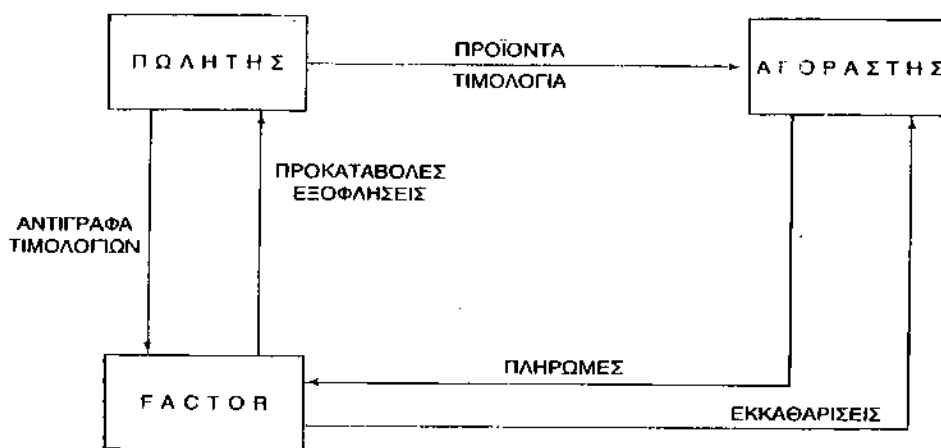 ΠΩΛΗΤΗΣ
ΠΡΟΪΟΝΤΑ
ΤΙΜΟΛΟΓΙΑ
ΑΓΟΡΑΣΤΗΣ
ΠΡΟΚΑΤΑΒΟΛΕΣ
ΕΞΟΦΛΗΣΕΙΣ
ΑΝΤΙΓΡΑΦΑ
ΤΙΜΟΛΟΓΙΩΝ
ΠΛΗΡΩΜΕΣ
FACTOR
ΕΚΚΑΘΑΡΙΣΕΙΣ